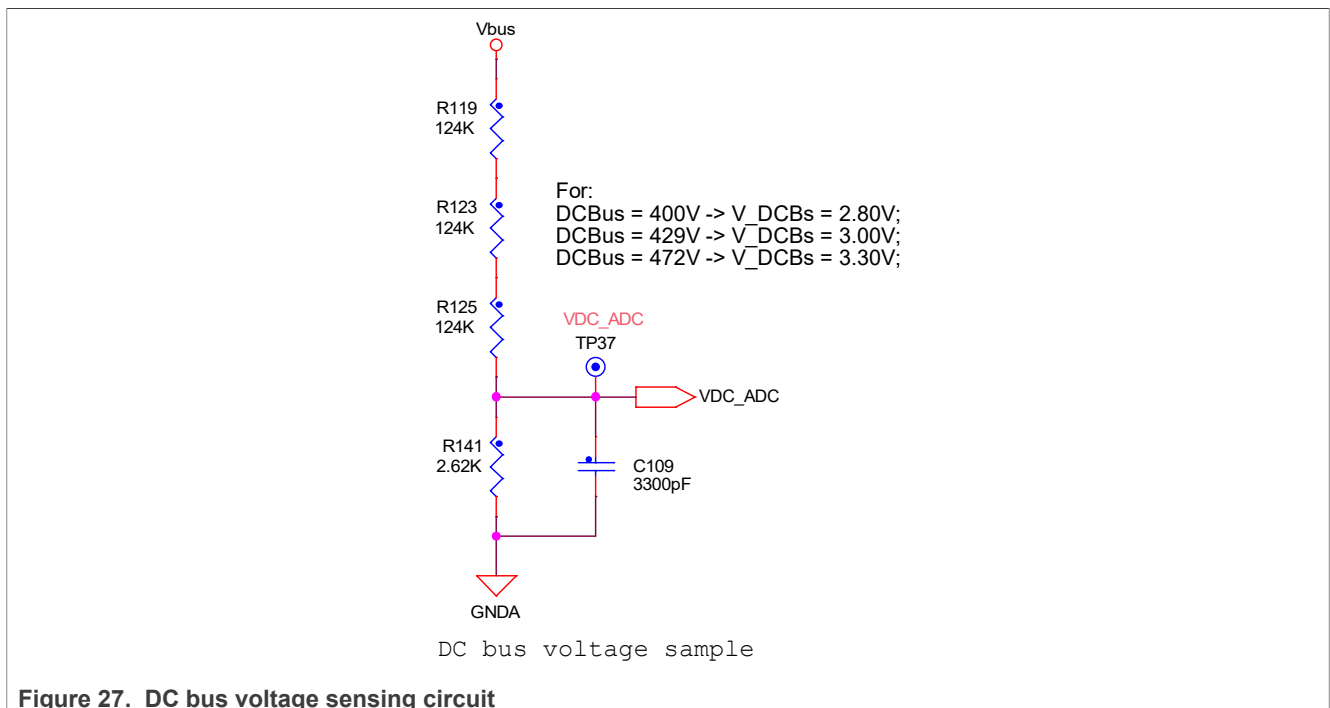 Vbus
R119
124K
R123
124K
For:
DCBus = 400V -> V_DCBs = 2.80V;
DCBus = 429V -> V_DCBs = 3.00V;
DCBus = 472V -> V_DCBs = 3.30V;
R125
124K
VDC_ADC
TP37
VDC_ADC
R141
2.62K
C109
3300pF
GNDA
DC bus voltage sample
Figure 27. DC bus voltage sensing circuit